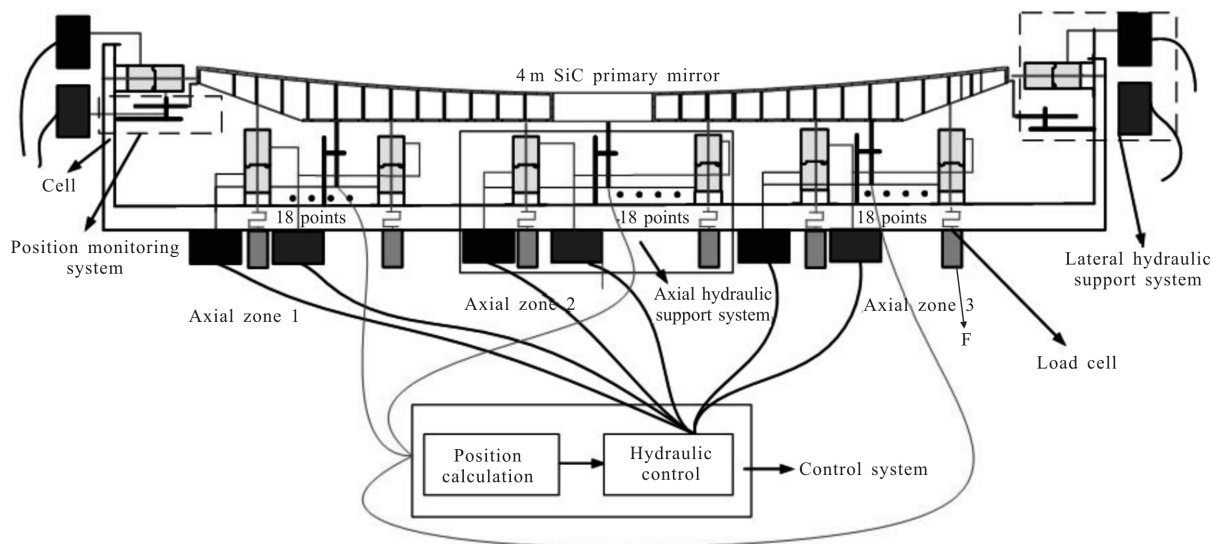 4 m SiC primary mirror
Cell
18 points
18 points
18 points
Position monitoring
system
Lateral hydraulic
support system
Axial zone 1
Axial zone 2
Axial hydraulic
support system
Axial zone 3
F
Load cell
Position
calculation
Hydraulic
control
Control system